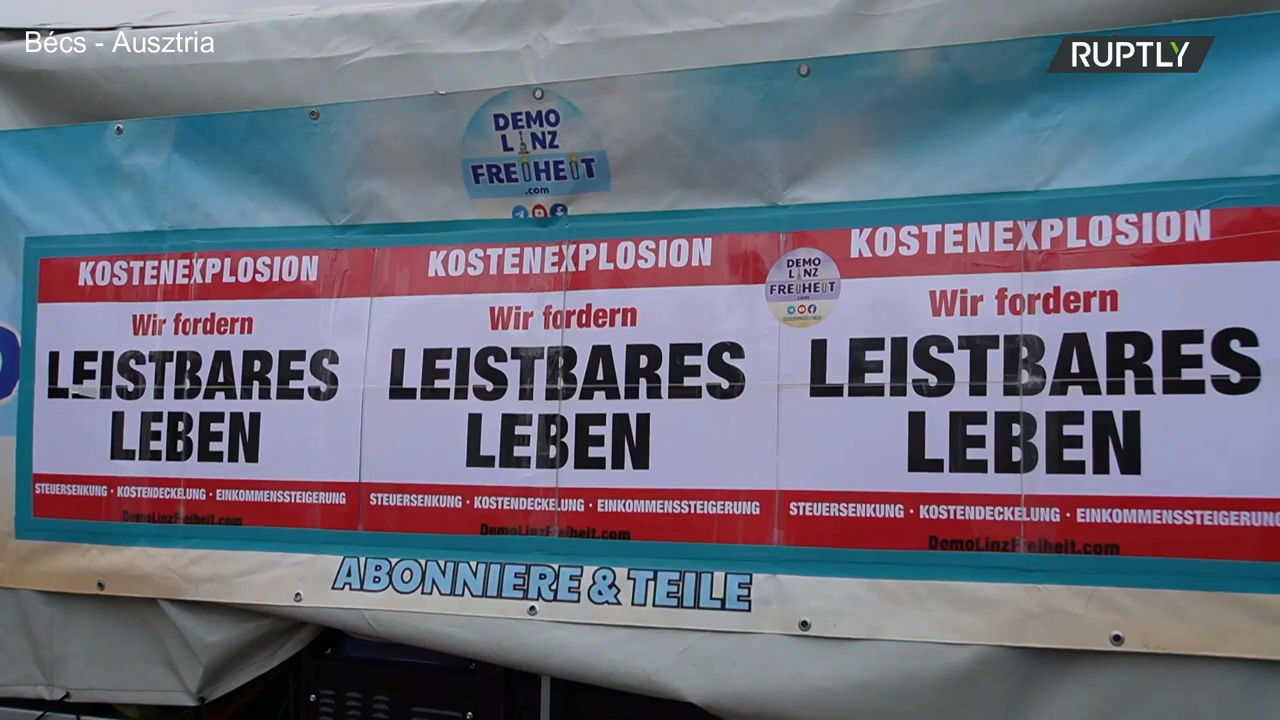 Bécs - Ausztria
RUPTLY
DEMO
LINZ
FREIHEIT
.com
KOSTENEXPLOSION
Wir fordern
LEISTBARES
LEBEN
STEUERSENKUNG · KOSTENDECKELUNG · EINKOMMENSSTEIGERUNG
DemoLinzFreiheit.com
KOSTENEXPLOSION
Wir fordern
LEISTBARES
LEBEN
STEUERSENKUNG · KOSTENDECKELUNG · EINKOMMENSSTEIGERUNG
DemoLinzFreiheit.com
DEMO
LINZ
FREIHEIT
.com
KOSTENEXPLOSION
Wir fordern
LEISTBARES
LEBEN
STEUERSENKUNG · KOSTENDECKELUNG · EINKOMMENSSTEIGERUNG
DemoLinzFreiheit.com
ABONNIERE & TEILE